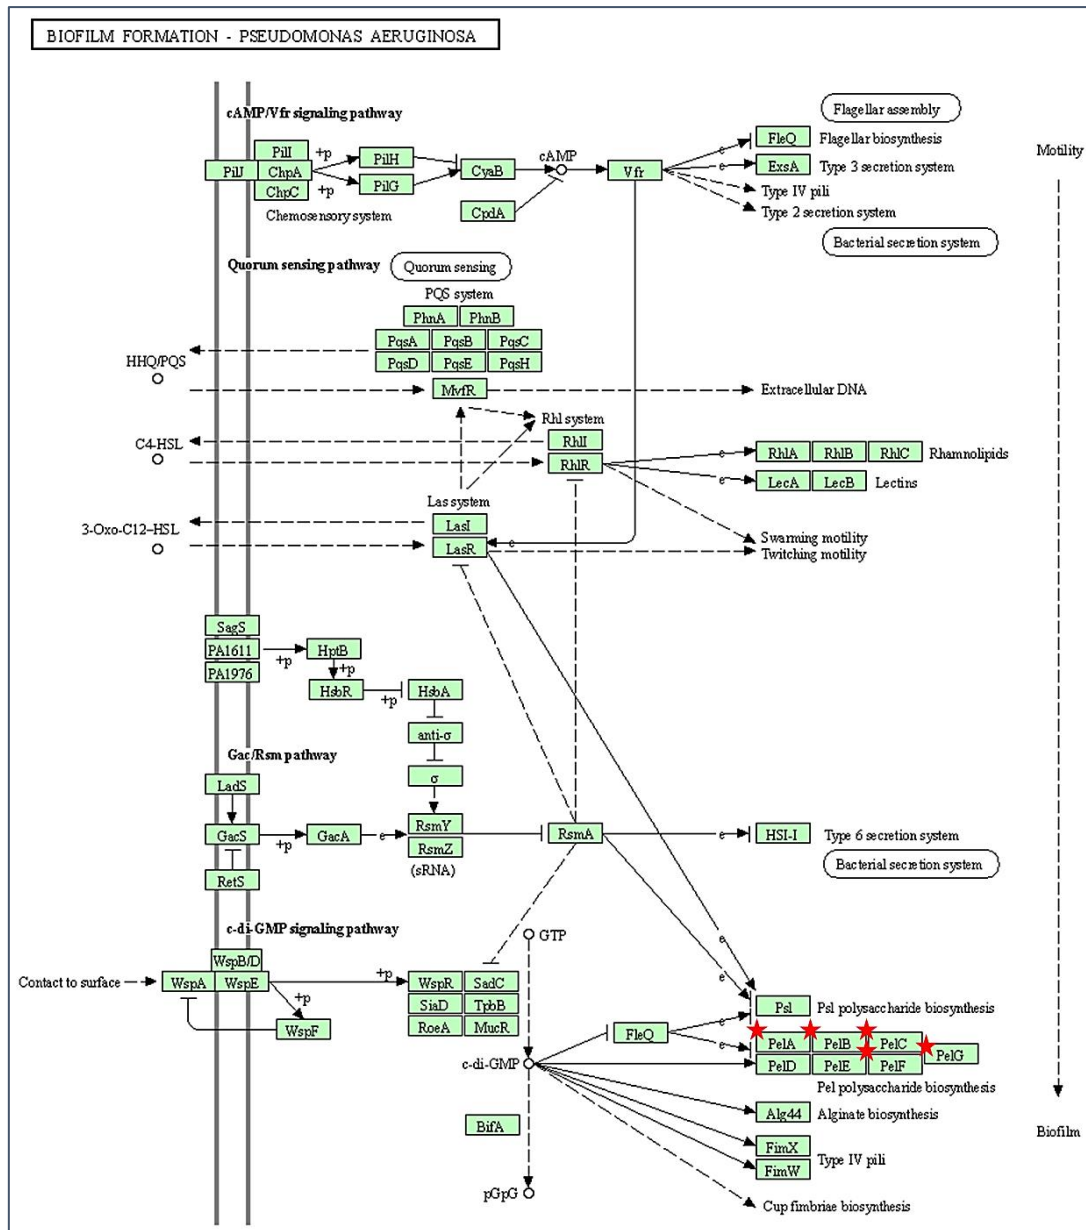 BIOFILM FORMATION - PSEUDOMONAS AERUGINOSA
cAMP/Vfr signaling pathway
Flagellar assembly
PilI
PilJ
ChpA
ChpC
+p
+p
PilH
PilG
Chemosensory system
CyaB
cAMP
CpdA
Vfr
e
FleQ
Flagellar biosynthesis
e
ExsA
Type 3 secretion system
Type IV pili
Type 2 secretion system
Bacterial secretion system
Motility
Quorum sensing pathway
Quorum sensing
PQS system
PhnA PhnB
PqsA PqsB PqsC
PqsD PqsE PqsH
HHQ/PQS
MvfR
Extracellular DNA
Rhl system
C4-HSL
RhlI
RhlR
e
RhlA RhlB RhlC Rhamnolipids
e
LecA LecB Lectins
Las system
3-Oxo-C12-HSL
LasI
LasR
e
Swarming motility
Twitching motility
SagS
PA1611
PA1976
+p
HptB
+p
HsbR
+p
HsbA
anti-σ
σ
Gac/Rsm pathway
LadS
GacS
RetS
+p
GacA
e
RsmY
RsmZ
(sRNA)
RsmA
e
HSI-I
Type 6 secretion system
Bacterial secretion system
c-di-GMP signaling pathway
GTP
Contact to surface
WspB/D
WspA WspE
+p
+p
WspF
WspR SadC
SiaD TpbB
RoeA MucR
e
e
Psl Psl polysaccharide biosynthesis
FleQ
e
e
PelA PelB PelC
PelG
PelD PelE PelF
Pel polysaccharide biosynthesis
c-di-GMP
Alg44 Alginate biosynthesis
BifA
FimX
FimW
Type IV pili
pGpG
Cup fimbriae biosynthesis
Biofilm